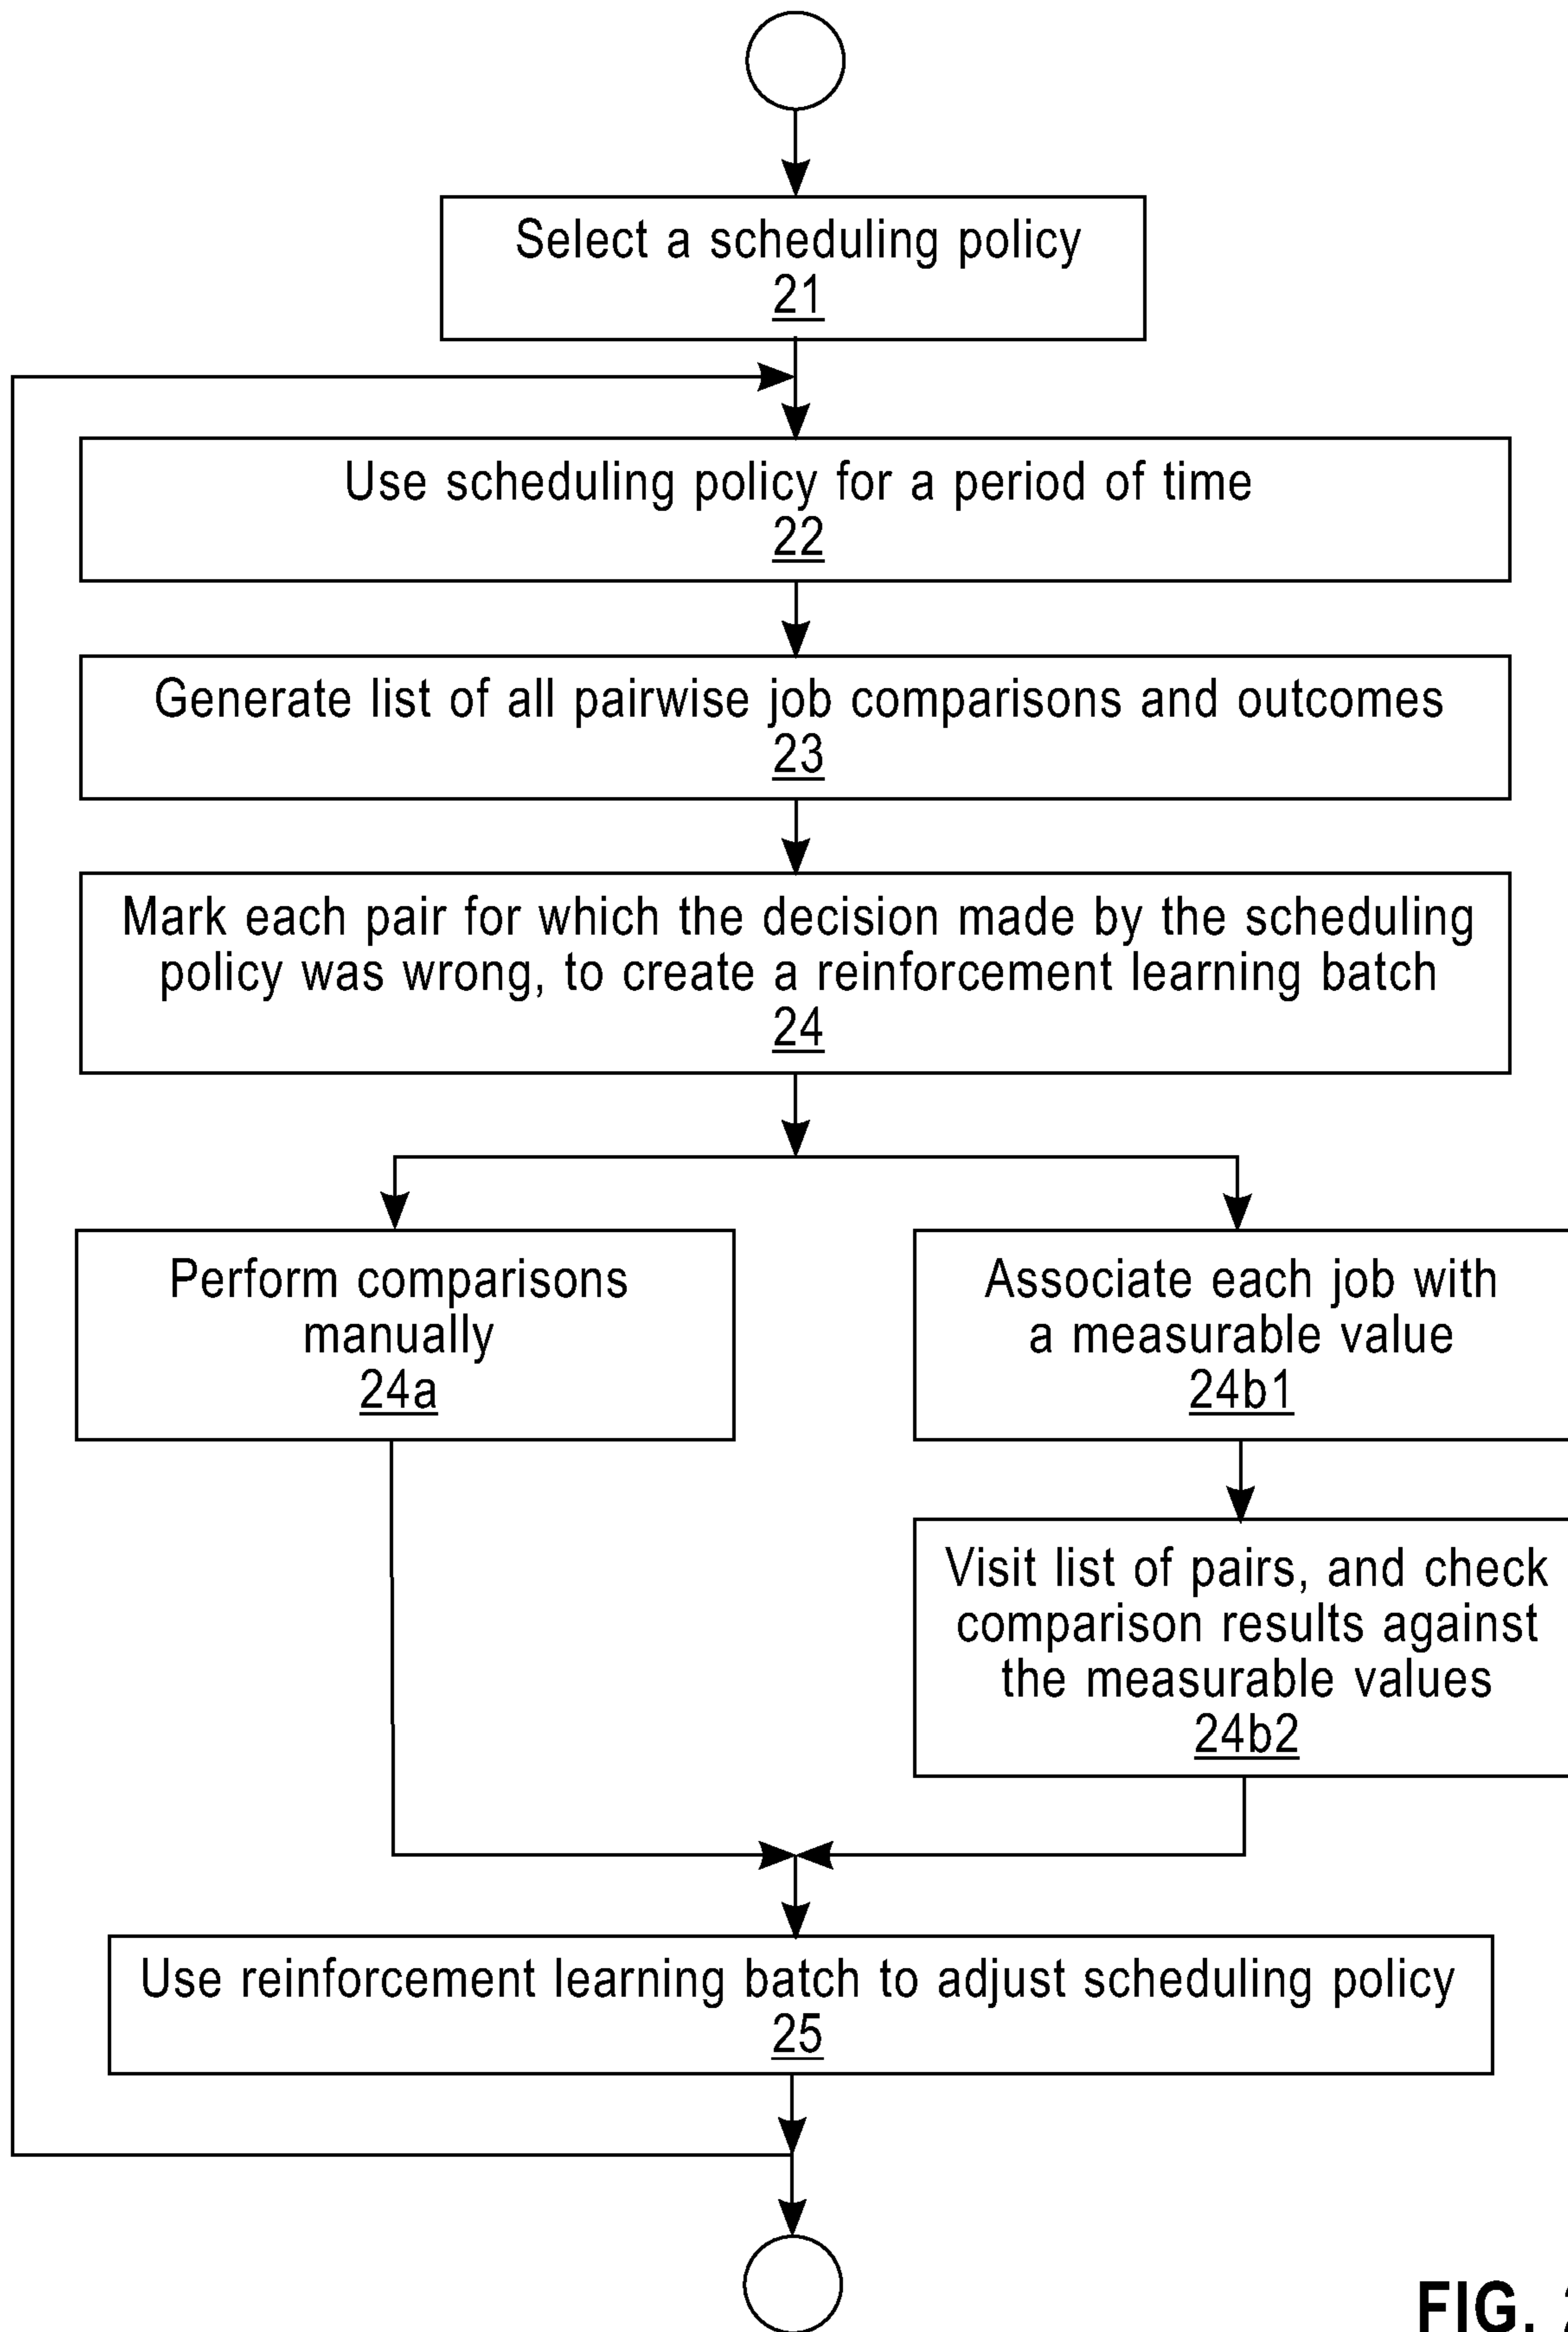 Select a scheduling policy
21
Use scheduling policy for a period of time
22
Generate list of all pairwise job comparisons and outcomes
23
Mark each pair for which the decision made by the scheduling
policy was wrong, to create a reinforcement learning batch
24
Perform comparisons
manually
24a
Associate each job with
a measurable value
24b1
Visit list of pairs, and check
comparison results against
the measurable values
24b2
Use reinforcement learning batch to adjust scheduling policy
25
FIG.